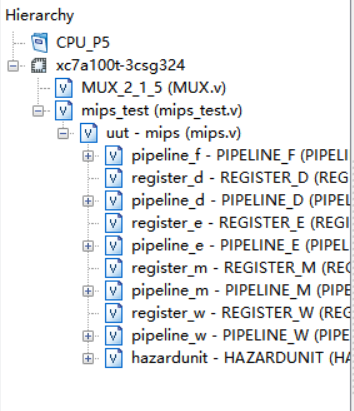 Hierarchy
CPU_P5
xc7a100t-3csg324
MUX_2_1_5 (MUX.v)
mips_test (mips_test.v)
uut - mips (mips.v)
pipeline_f - PIPELINE_F (PIPELI
register_d - REGISTER_D (REG
pipeline_d - PIPELINE_D (PIPEL
register_e - REGISTER_E (REG
pipeline_e - PIPELINE_E (PIPEL
register_m - REGISTER_M (REG
pipeline_m - PIPELINE_M (PIPE
register_w - REGISTER_W (REG
pipeline_w - PIPELINE_W (PIPE
hazardunit - HAZARDUNIT (HA